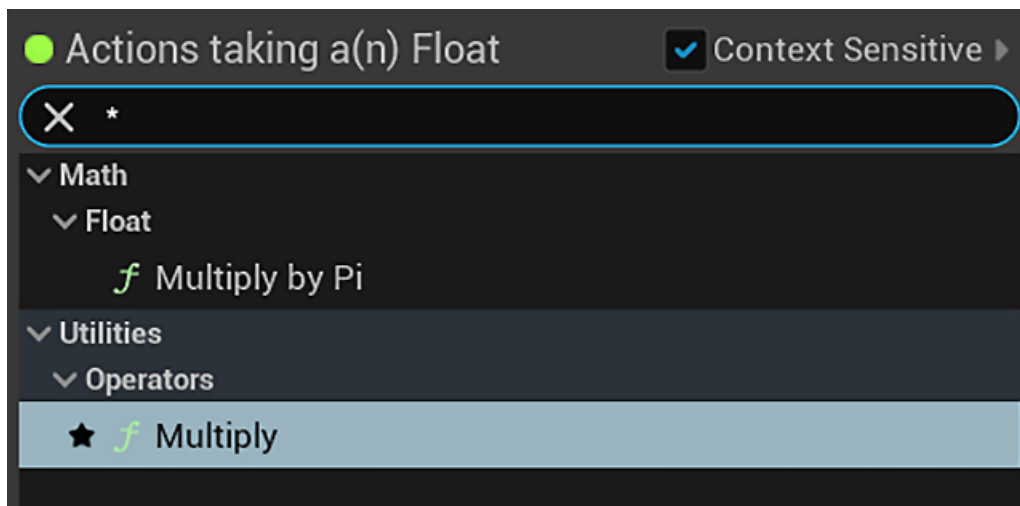 Actions taking a(n) Float
Context Sensitive
*
Math
Float
f Multiply by Pi
Utilities
Operators
f Multiply